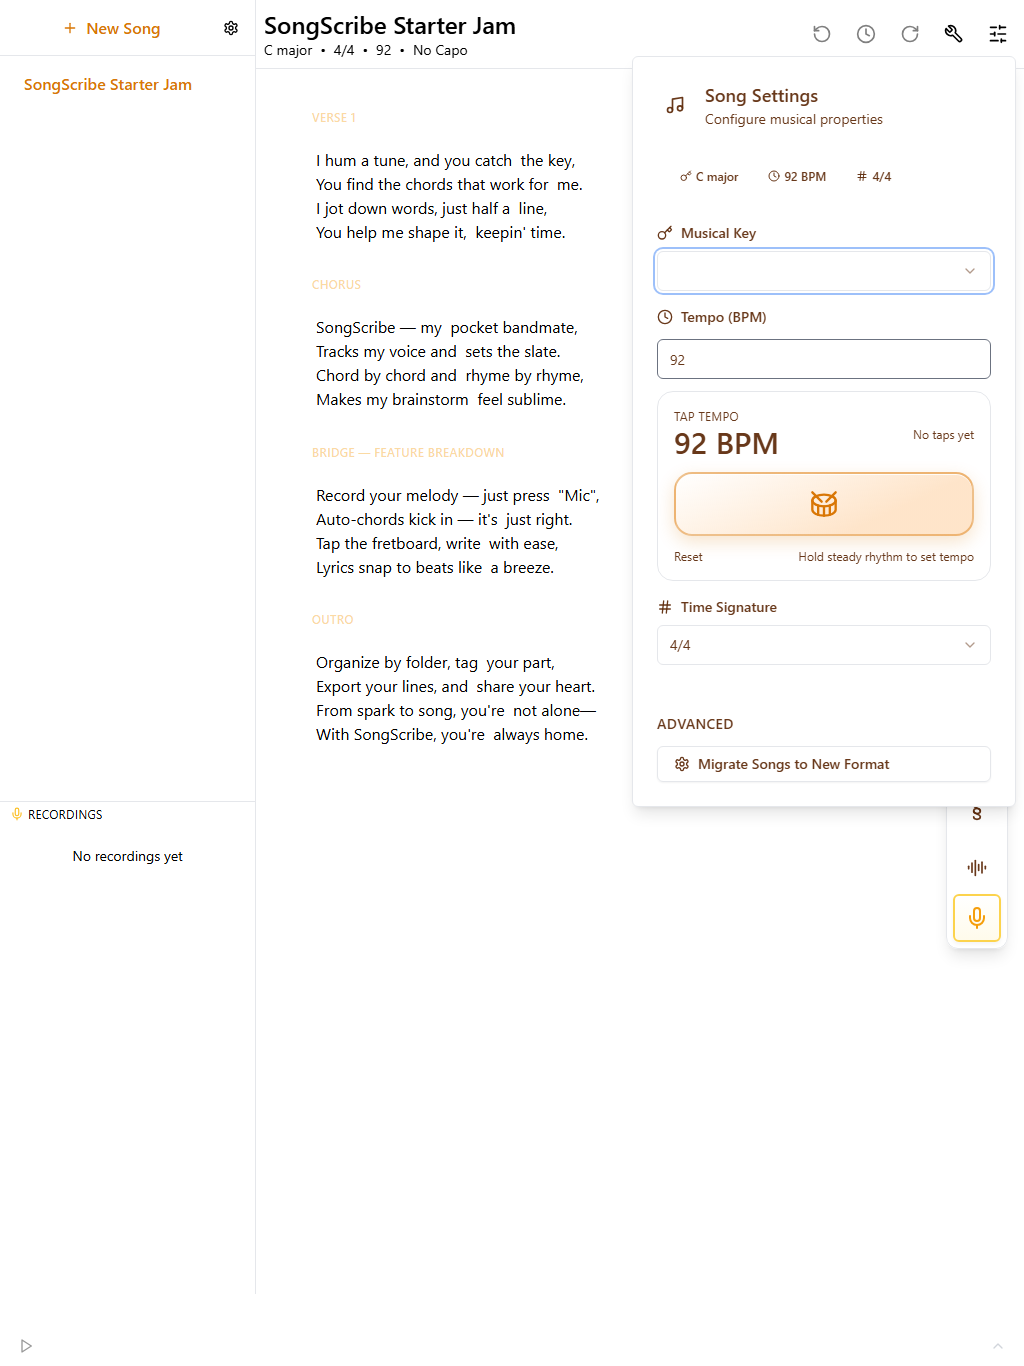 New Song
SongScribe Starter Jam
RECORDINGS
No recordings yet
SongScribe Starter Jam
C major • 4/4 • 92 • No Capo
VERSE 1
I hum a tune, and you catch the key,
You find the chords that work for me.
I jot down words, just half a line,
You help me shape it, keepin' time.
CHORUS
SongScribe — my pocket bandmate,
Tracks my voice and sets the slate.
Chord by chord and rhyme by rhyme,
Makes my brainstorm feel sublime.
BRIDGE — FEATURE BREAKDOWN
Record your melody — just press "Mic",
Auto-chords kick in — it's just right.
Tap the fretboard, write with ease,
Lyrics snap to beats like a breeze.
OUTRO
Organize by folder, tag your part,
Export your lines, and share your heart.
From spark to song, you're not alone—
With SongScribe, you're always home.
Song Settings
Configure musical properties
C major 92 BPM # 4/4
Musical Key
Tempo (BPM)
92
TAP TEMPO
92 BPM
No taps yet
Reset
Hold steady rhythm to set tempo
# Time Signature
4/4
ADVANCED
Migrate Songs to New Format
§